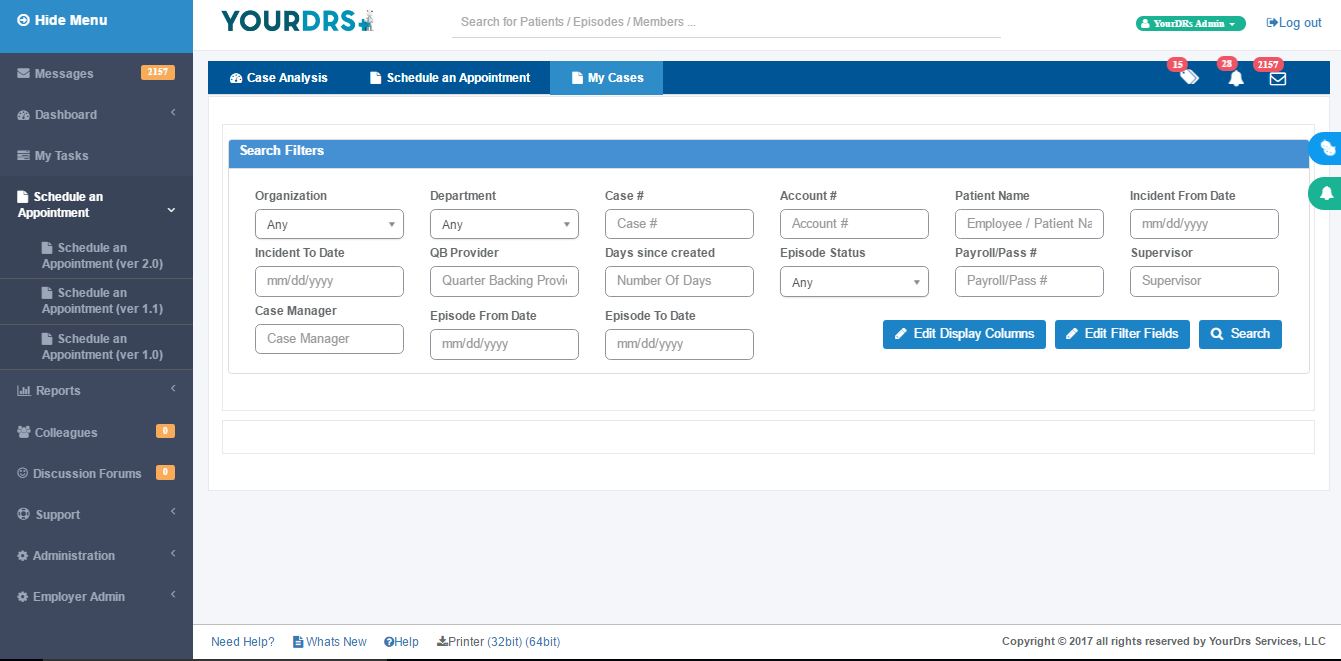 Hide Menu
YOURDRS
Search for Patients / Episodes / Members ...
YourDRs Admin
Log out
Messages 2157
Dashboard
My Tasks
Schedule an
Appointment
Schedule an
Appointment (ver 2.0)
Schedule an
Appointment (ver 1.1)
Schedule an
Appointment (ver 1.0)
Reports
Colleagues 0
Discussion Forums 0
Support
Administration
Employer Admin
Case Analysis Schedule an Appointment My Cases 15 28 2157
Search Filters
Organization Department Case # Account # Patient Name Incident From Date
Any Any Case # Account # Employee / Patient Na mm/dd/yyyy
Incident To Date QB Provider Days since created Episode Status Payroll/Pass # Supervisor
mm/dd/yyyy Quarter Backing Provi Number Of Days Any Payroll/Pass # Supervisor
Case Manager Episode From Date Episode To Date
Case Manager mm/dd/yyyy mm/dd/yyyy
Edit Display Columns Edit Filter Fields Search
Need Help? Whats New Help Printer (32bit) (64bit)
Copyright © 2017 all rights reserved by YourDrs Services, LLC